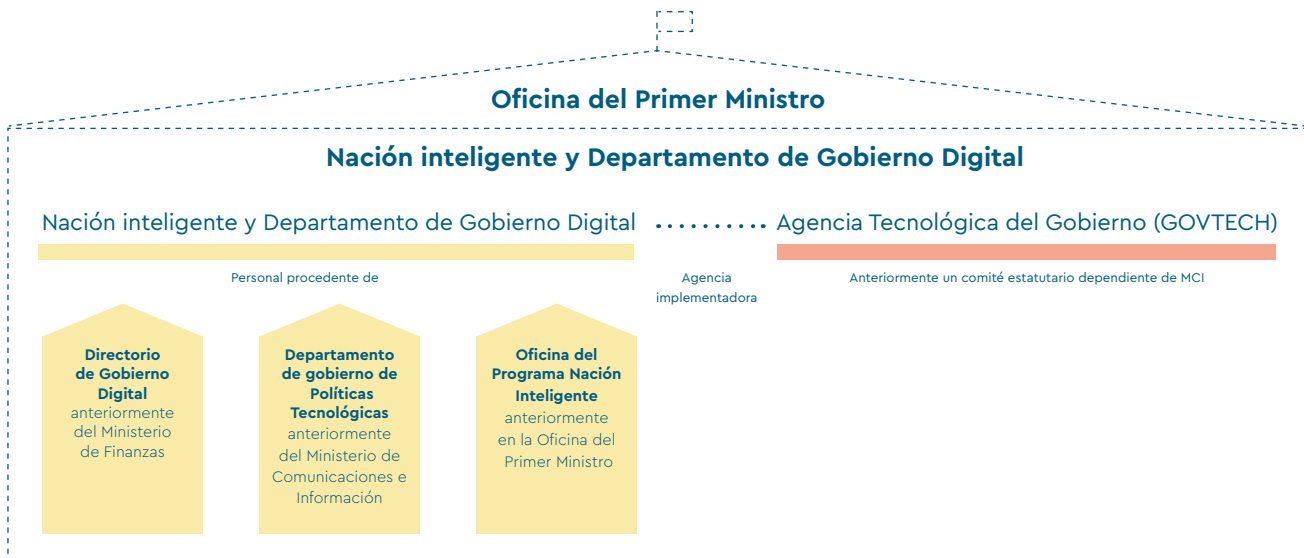 Oficina del Primer Ministro
Nación inteligente y Departamento de Gobierno Digital
Nación inteligente y Departamento de Gobierno Digital
Agencia Tecnológica del Gobierno (GOVTECH)
Personal procedente de
Agencia
implementadora
Anteriormente un comité estatutario dependiente de MCI
Directorio
de Gobierno
Digital
anteriormente
del Ministerio
de Finanzas
Departamento
de gobierno de
Políticas
Tecnológicas
anteriormente
del Ministerio de
Comunicaciones e
Información
Oficina del
Programa Nación
Inteligente
anteriormente
en la Oficina del
Primer Ministro